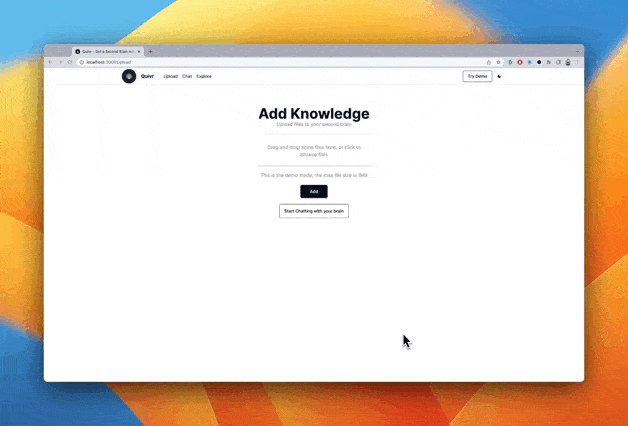 Quivr - Get a Second Brain with
localhost:3000/upload
Quivr
Upload
Chat
Explore
Try Demo
Add Knowledge
Upload files to your second brain
Drag and drop some files here, or click to
browse files
This is the demo mode, the max file size is 1MB
Add
Start Chatting with your brain